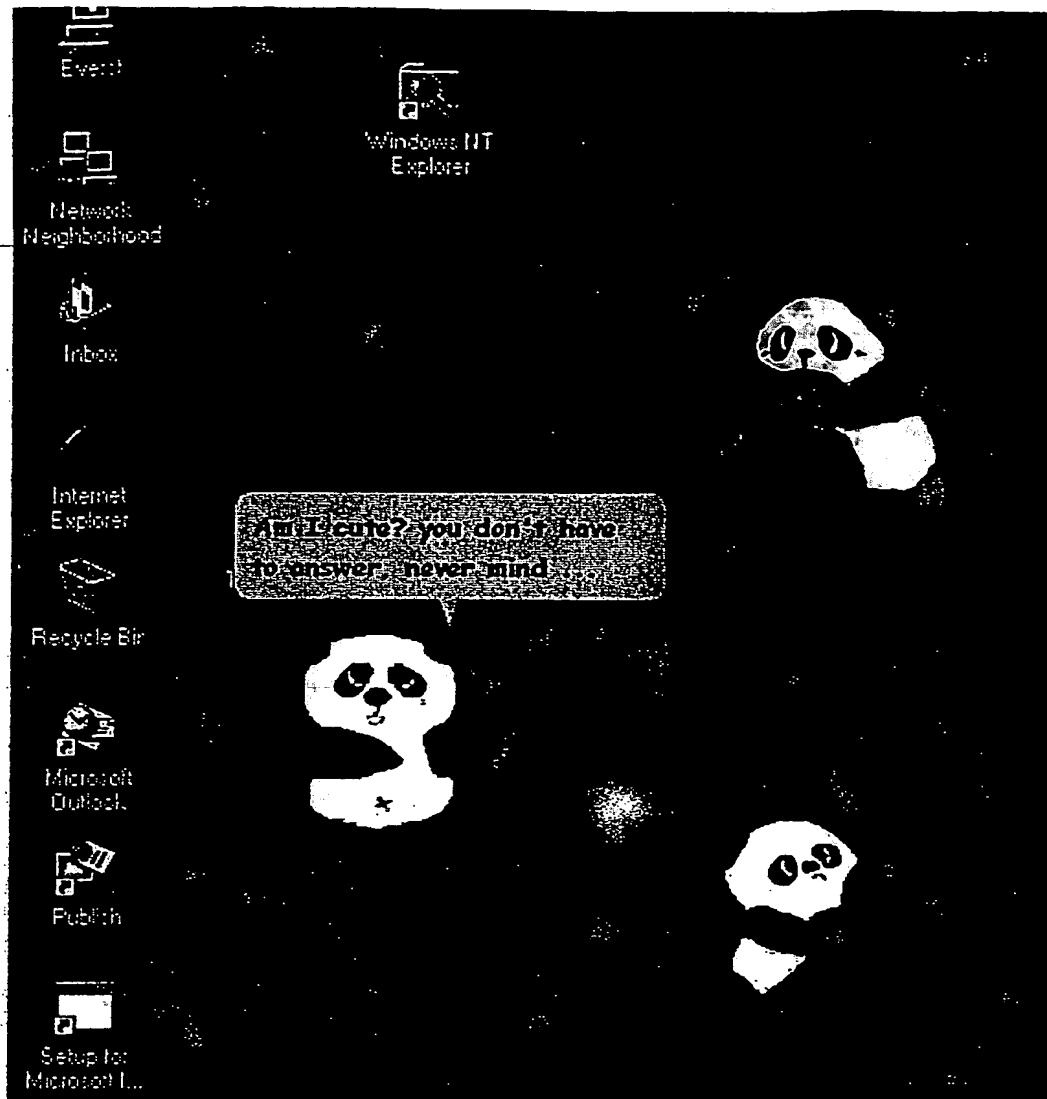 Windows NT
Explorer
Network
Neighborhood
Inbox
Internet
Explorer
Am I cute? you don't have
to answer, never mind ...
Recycle Bin
Microsoft
Outlook
Publish
Setup for
Microsoft I...